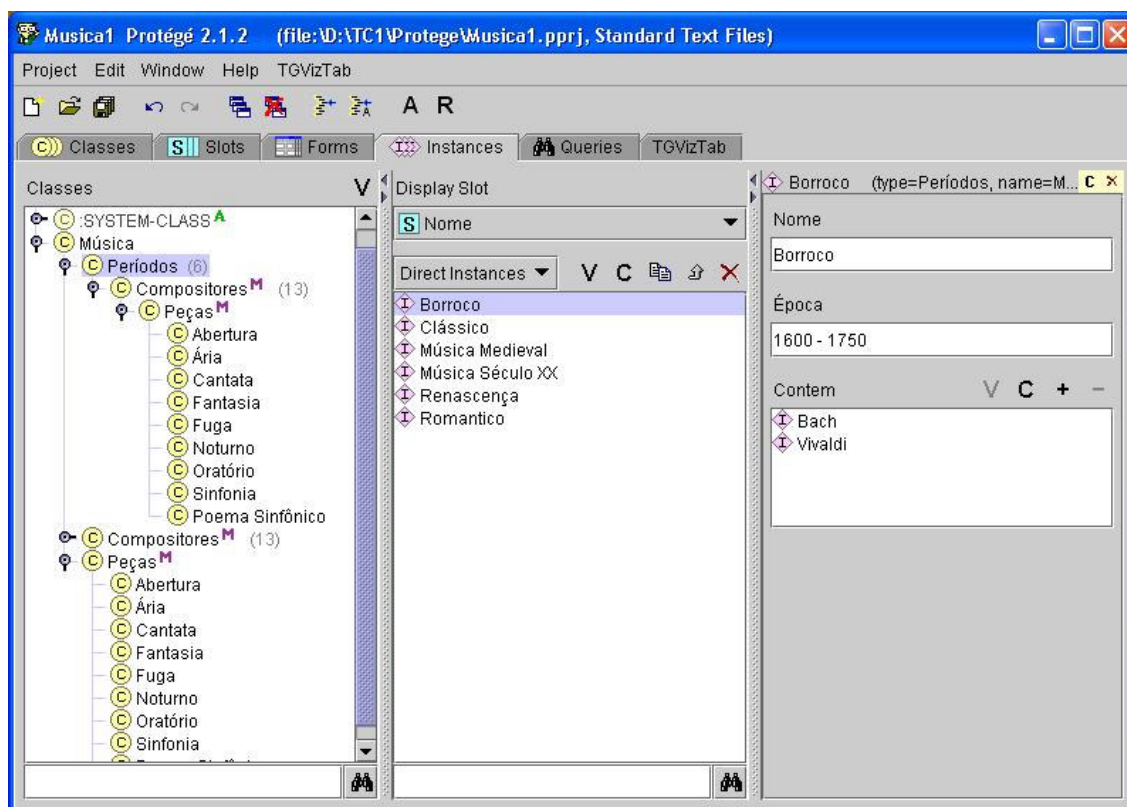 Musica1 Protégé 2.1.2 (file:\D:\TC1\Protege\Musica1.pprj, Standard Text Files)
Project Edit Window Help TGVizTab
A R
C Classes S Slots Forms Instances Queries TGVizTab
Classes V
C :SYSTEM-CLASS A
C Música
C Períodos (6)
C Compositores M (13)
C Peças M
C Abertura
C Ária
C Cantata
C Fantasia
C Fuga
C Noturno
C Oratório
C Sinfonia
C Poema Sinfônico
C Compositores M (13)
C Peças M
C Abertura
C Ária
C Cantata
C Fantasia
C Fuga
C Noturno
C Oratório
C Sinfonia
Display Slot
S Nome
Direct Instances V C
I Borroco
I Clássico
I Música Medieval
I Música Século XX
I Renascença
I Romantico
I Borroco (type=Períodos, name=M... C ×
Nome
Borroco
Época
1600 - 1750
Contem V C + −
I Bach
I Vivaldi